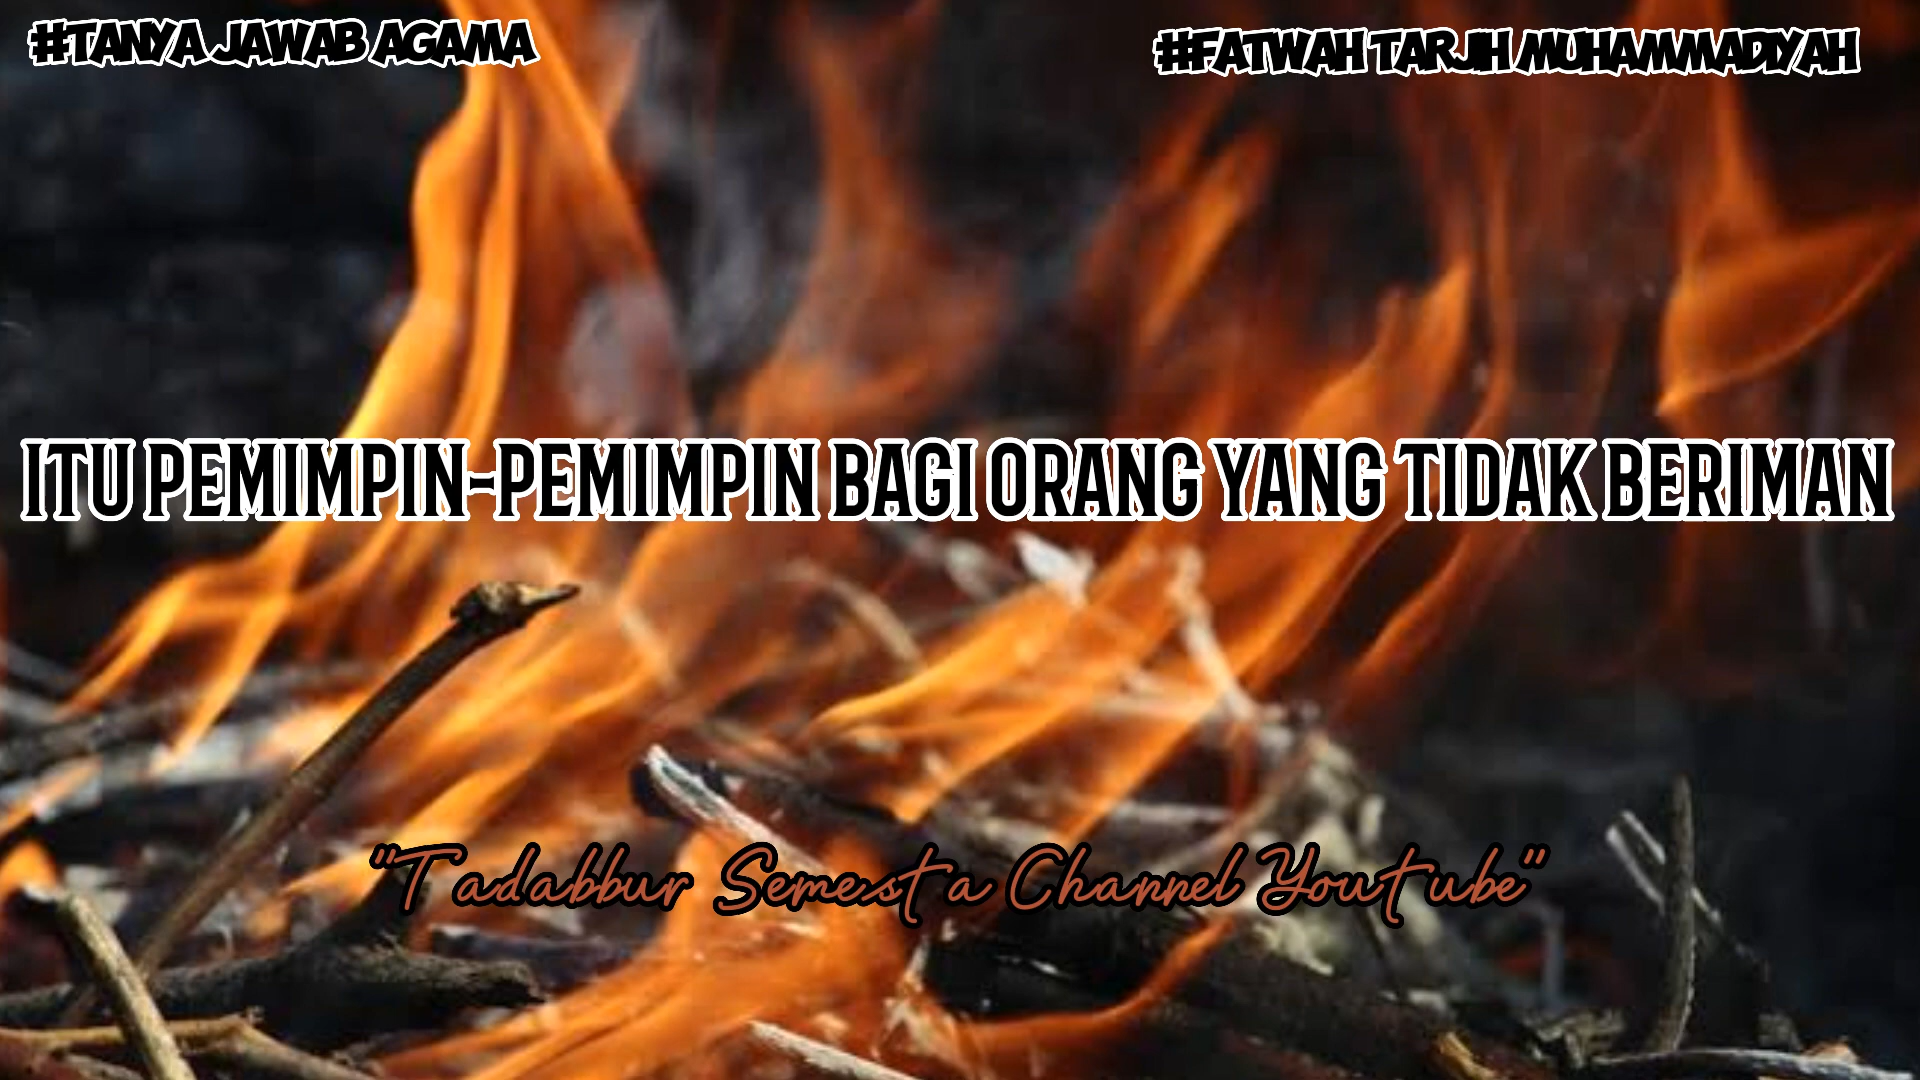 #TANYA JAWAB AGAMA
#FATWAH TARJIH MUHAMMADIYAH
ITU PEMIMPIN-PEMIMPIN BAGI ORANG YANG TIDAK BERIMAN
"Tadabbur Semesta Channel Youtube"